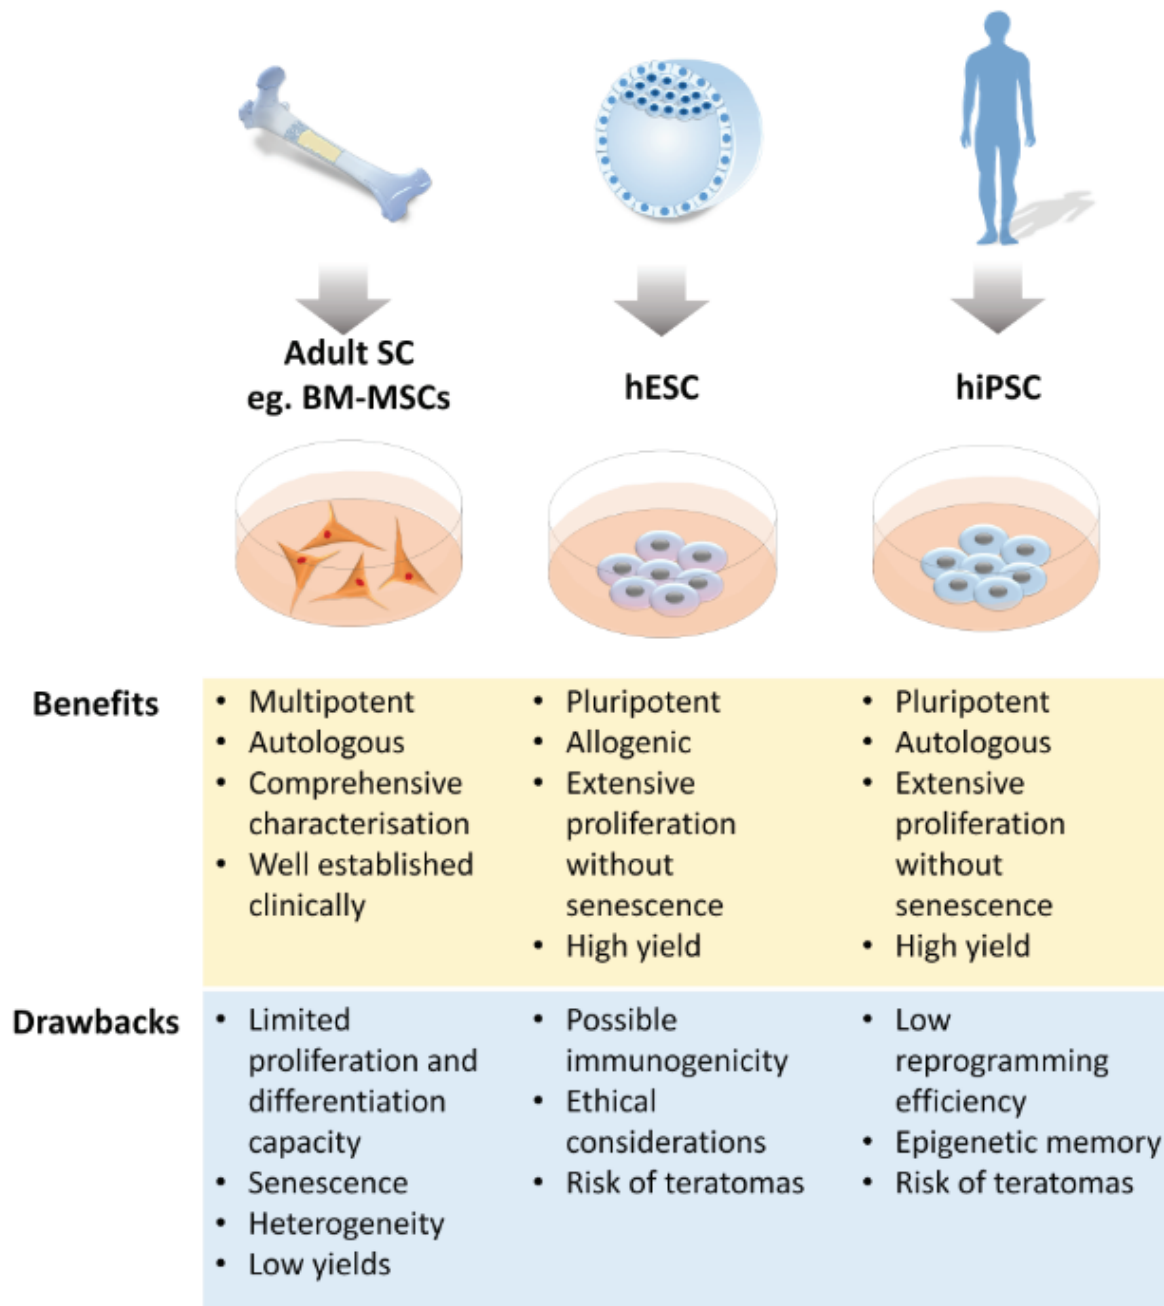 Adult SC
eg. BM-MSCs
hESC
hiPSC
Benefits
• Multipotent
• Autologous
• Comprehensive
characterisation
• Well established
clinically
• Pluripotent
• Allogenic
• Extensive
proliferation
without
senescence
• High yield
• Pluripotent
• Autologous
• Extensive
proliferation
without
senescence
• High yield
Drawbacks
• Limited
proliferation and
differentiation
capacity
• Senescence
• Heterogeneity
• Low yields
• Possible
immunogenicity
• Ethical
considerations
• Risk of teratomas
• Low
reprogramming
efficiency
• Epigenetic memory
• Risk of teratomas